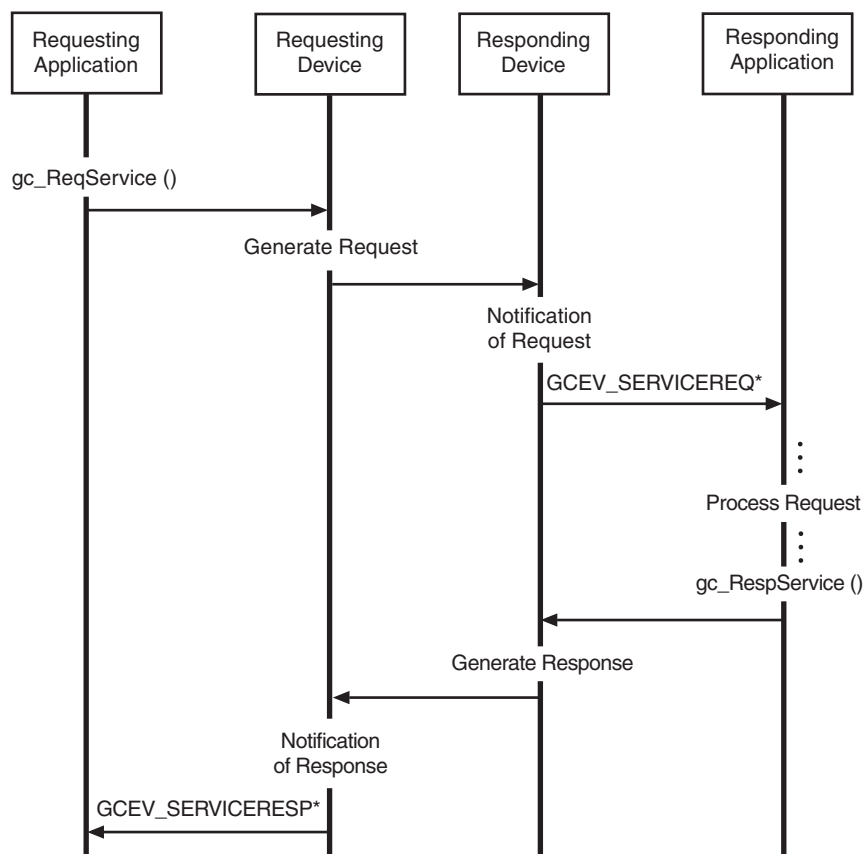 Requesting
Application
Requesting
Device
Responding
Device
Responding
Application
gc_ReqService ()
Generate Request
Notification
of Request
GCEV_SERVICEREQ*
Process Request
gc_RespService ()
Generate Response
Notification
of Response
GCEV_SERVICERESP*